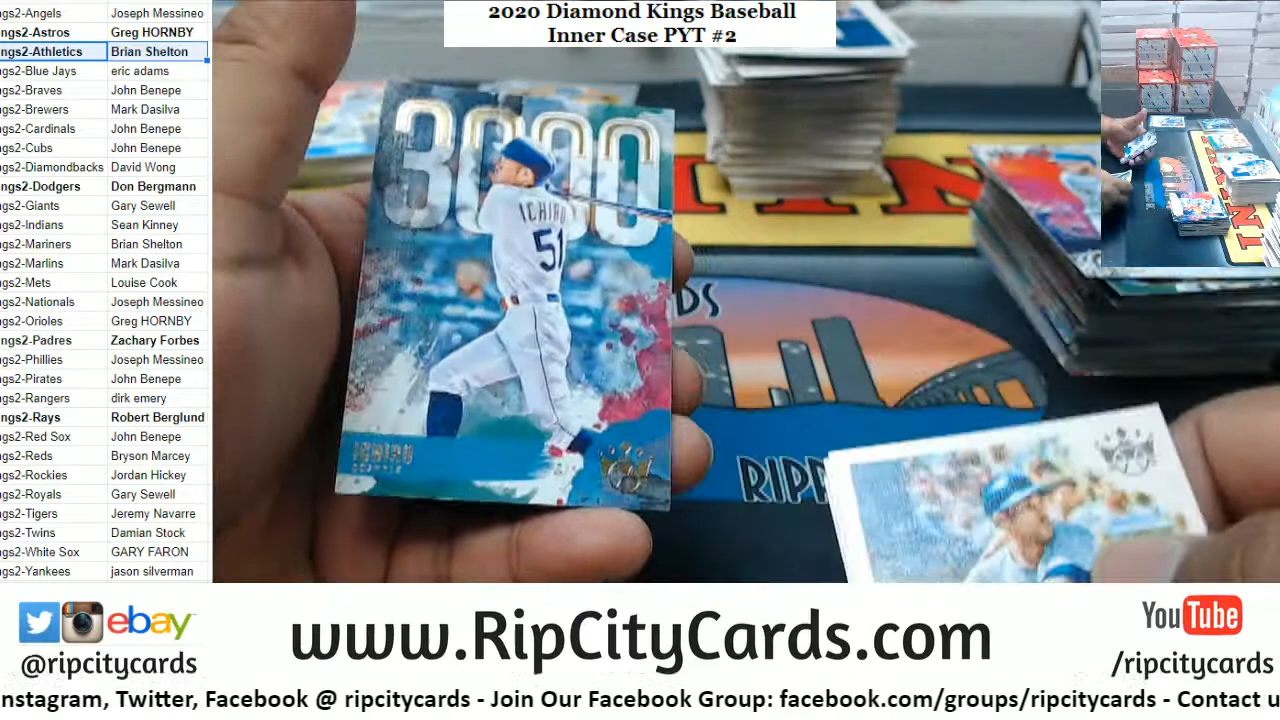 2020 Diamond Kings Baseball
Inner Case PYT #2
ngs2-Angels Joseph Messineo
ngs2-Astros Greg HORNBY
ngs2-Athletics Brian Shelton
ngs2-Blue Jays eric adams
ngs2-Braves John Benepe
ngs2-Brewers Mark Dasilva
ngs2-Cardinals John Benepe
ngs2-Cubs John Benepe
ngs2-Diamondbacks David Wong
ngs2-Dodgers Don Bergmann
ngs2-Giants Gary Sewell
ngs2-Indians Sean Kinney
ngs2-Mariners Brian Shelton
ngs2-Marlins Mark Dasilva
ngs2-Mets Louise Cook
ngs2-Nationals Joseph Messineo
ngs2-Orioles Greg HORNBY
ngs2-Padres Zachary Forbes
ngs2-Phillies Joseph Messineo
ngs2-Pirates John Benepe
ngs2-Rangers dirk emery
ngs2-Rays Robert Berglund
ngs2-Red Sox John Benepe
ngs2-Reds Bryson Marcey
ngs2-Rockies Jordan Hickey
ngs2-Royals Gary Sewell
ngs2-Tigers Jeremy Navarre
ngs2-Twins Damian Stock
ngs2-White Sox GARY FARON
ngs2-Yankees jason silverman
3000
ICHIRO
51
ICHIRO
DS
RIPP
ebay
@ripcitycards
www.RipCityCards.com
YouTube
/ripcitycards
nstagram, Twitter, Facebook @ ripcitycards - Join Our Facebook Group: facebook.com/groups/ripcitycards - Contact u